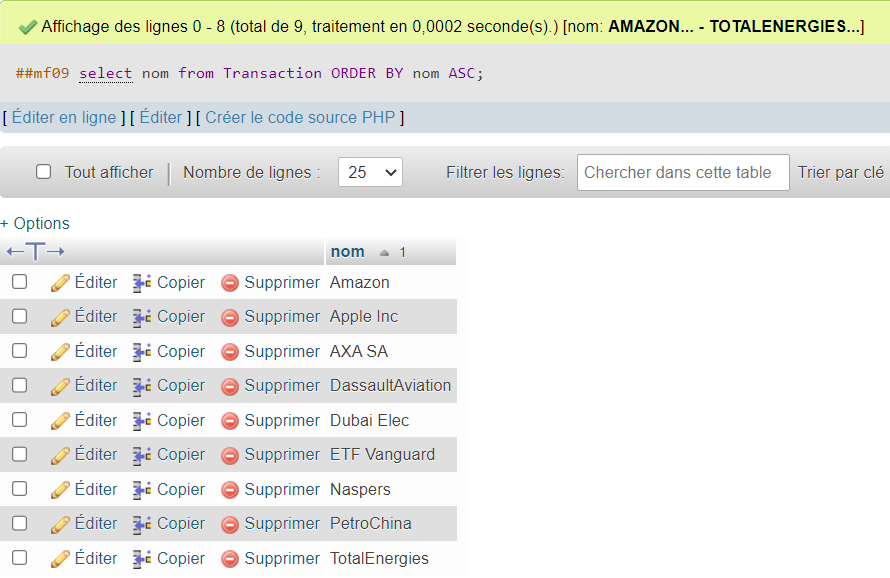 Affichage des lignes 0 - 8 (total de 9, traitement en 0,0002 seconde(s).) [nom: AMAZON... - TOTALENERGIES...]
##mf09 select nom from Transaction ORDER BY nom ASC;
[ Éditer en ligne ] [ Éditer ] [ Créer le code source PHP ]
Tout afficher Nombre de lignes : 25 Filtrer les lignes: Chercher dans cette table Trier par clé
+ Options
←T→ nom 1
Éditer Copier Supprimer Amazon
Éditer Copier Supprimer Apple Inc
Éditer Copier Supprimer AXA SA
Éditer Copier Supprimer DassaultAviation
Éditer Copier Supprimer Dubai Elec
Éditer Copier Supprimer ETF Vanguard
Éditer Copier Supprimer Naspers
Éditer Copier Supprimer PetroChina
Éditer Copier Supprimer TotalEnergies